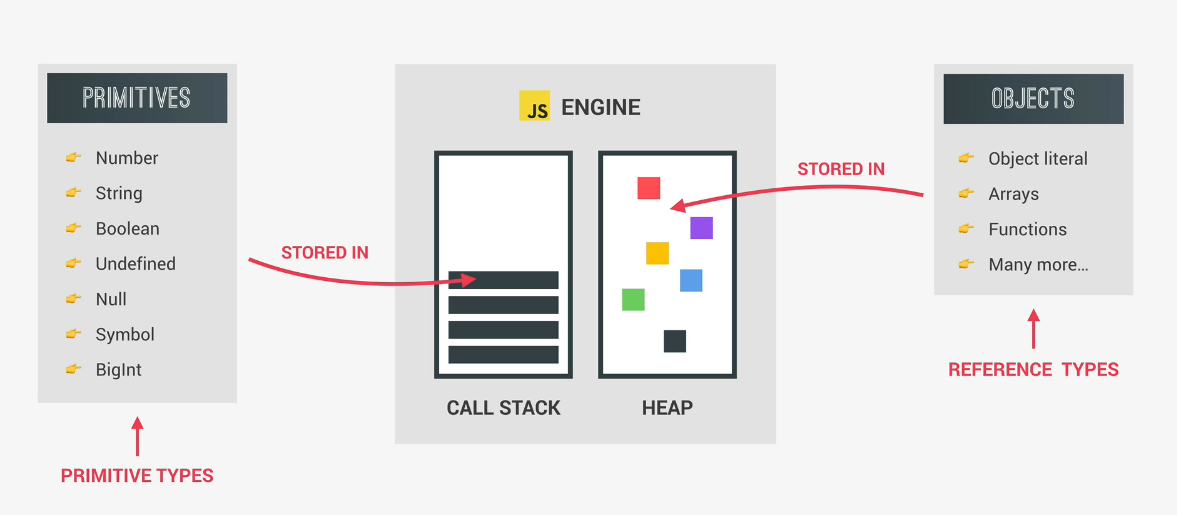 PRIMITIVES
Number
String
Boolean
Undefined
Null
Symbol
BigInt
PRIMITIVE TYPES
STORED IN
JS ENGINE
CALL STACK
HEAP
STORED IN
OBJECTS
Object literal
Arrays
Functions
Many more...
REFERENCE TYPES